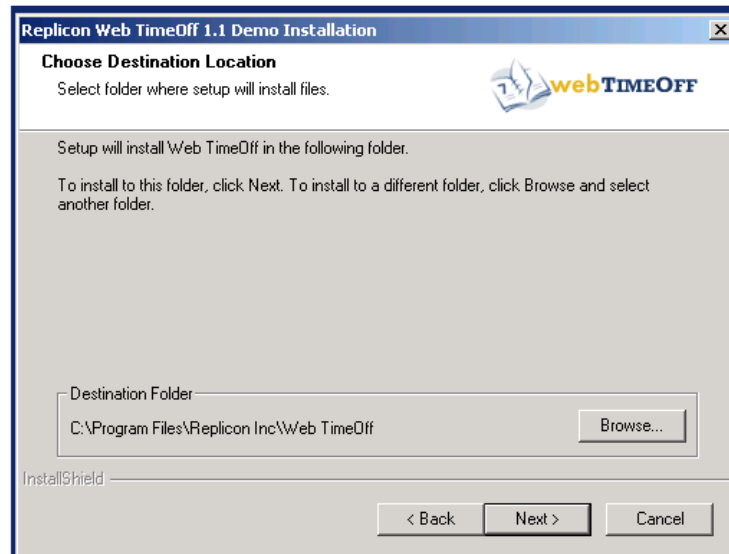 Replicon Web TimeOff 1.1 Demo Installation
Choose Destination Location
Select folder where setup will install files.
7
webTIMEOFF
Setup will install Web TimeOff in the following folder.
To install to this folder, click Next. To install to a different folder, click Browse and select
another folder.
Destination Folder
C:\Program Files\Replicon Inc\Web TimeOff
Browse...
InstallShield
< Back
Next >
Cancel